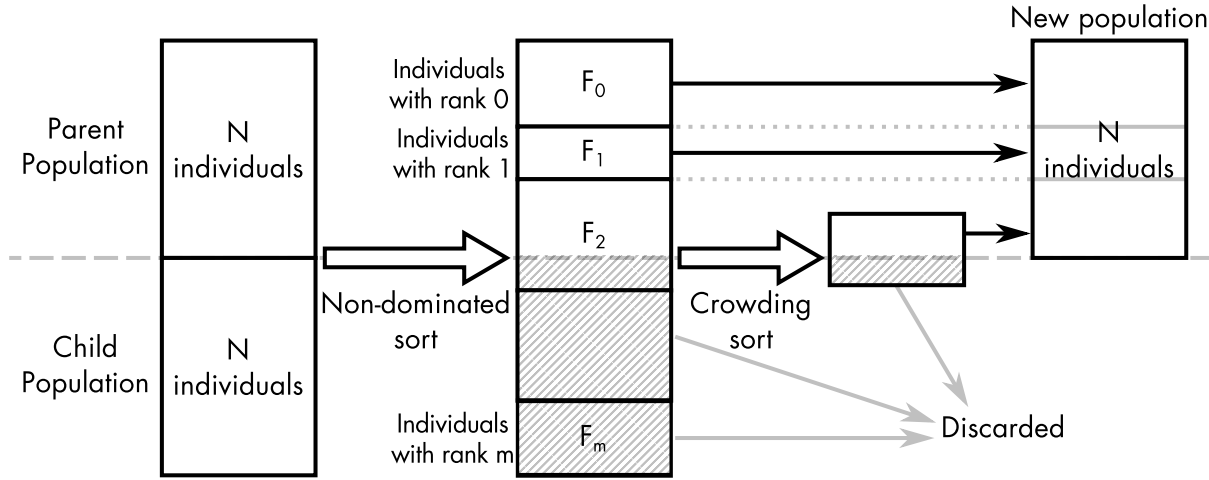 New population
Individuals
with rank 0
F0
Parent
Population
N
individuals
Individuals
with rank 1
F1
N
individuals
F2
Non-dominated
sort
Crowding
sort
Child
Population
N
individuals
Individuals
with rank m
Fm
Discarded